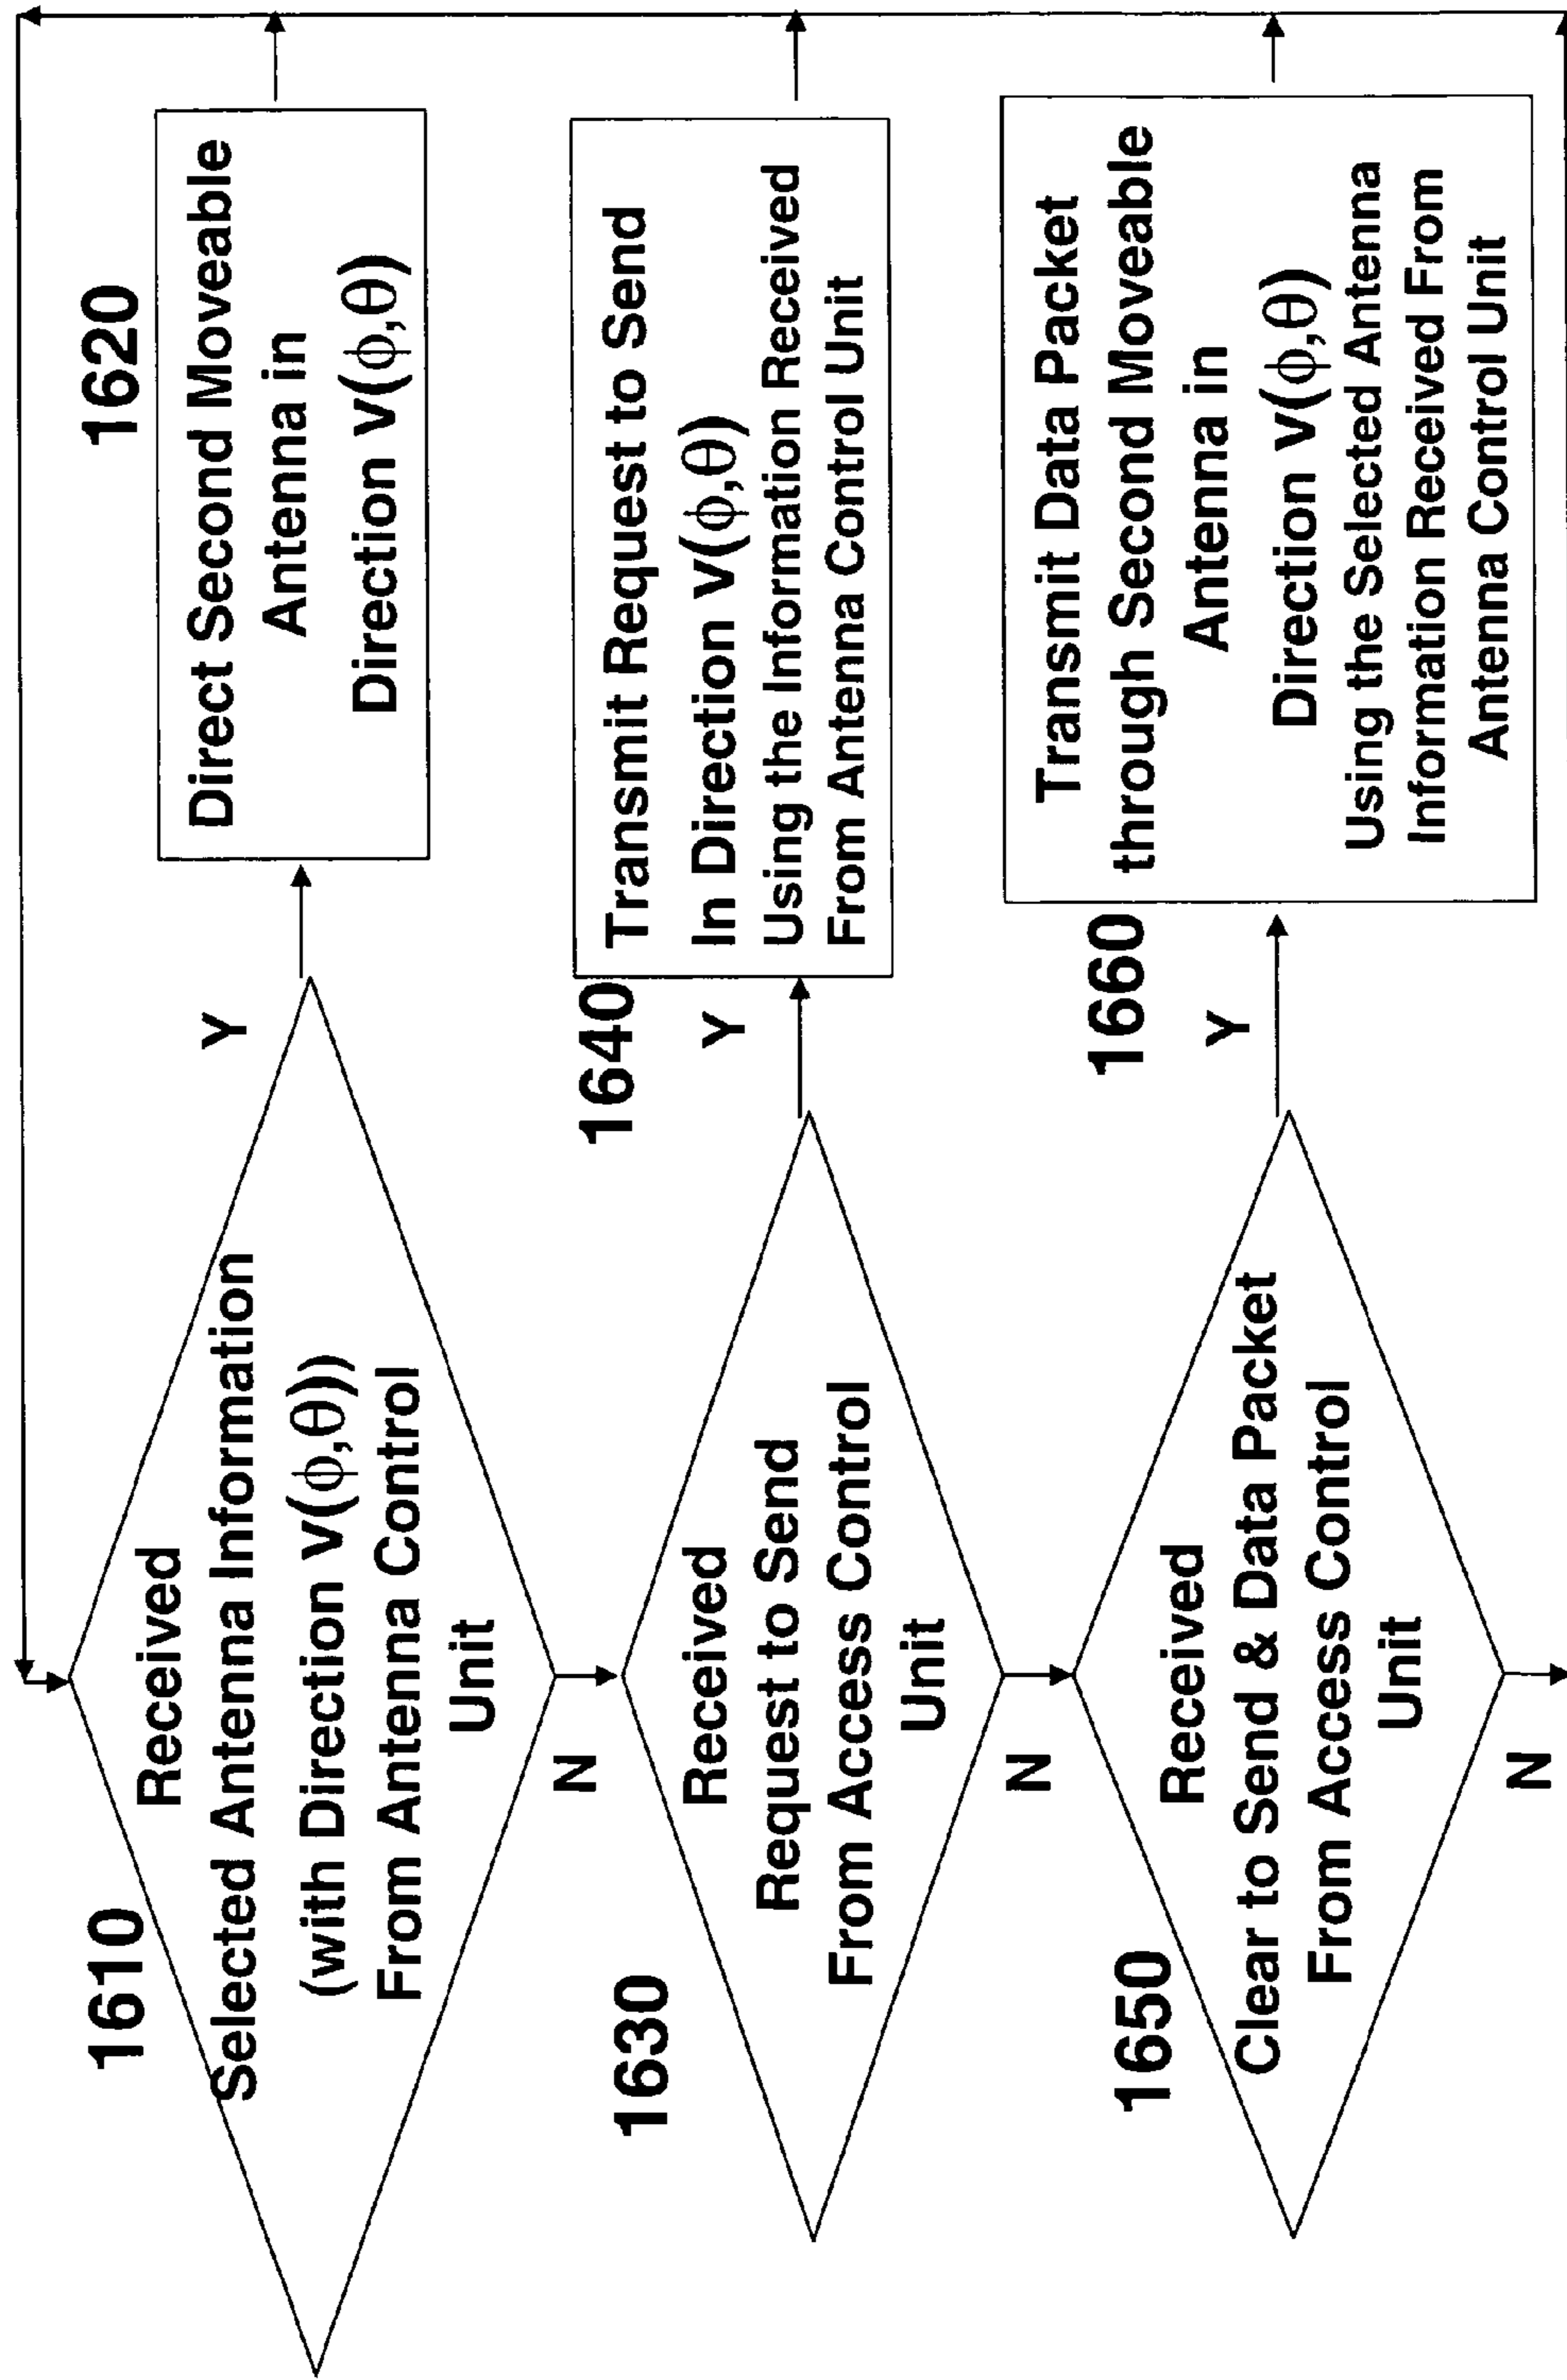 1610
Received
Selected Antenna Information
(with Direction V(ϕ,θ))
From Antenna Control
Unit
Y
N
1620
Direct Second Moveable
Antenna in
Direction V(ϕ,θ)
1630
Received
Request to Send
From Access Control
Unit
Y
N
1640
Transmit Request to Send
In Direction V(ϕ,θ)
Using the Information Received
From Antenna Control Unit
1650
Received
Clear to Send & Data Packet
From Access Control
Unit
Y
N
1660
Transmit Data Packet
through Second Moveable
Antenna in
Direction V(ϕ,θ)
Using the Selected Antenna
Information Received From
Antenna Control Unit